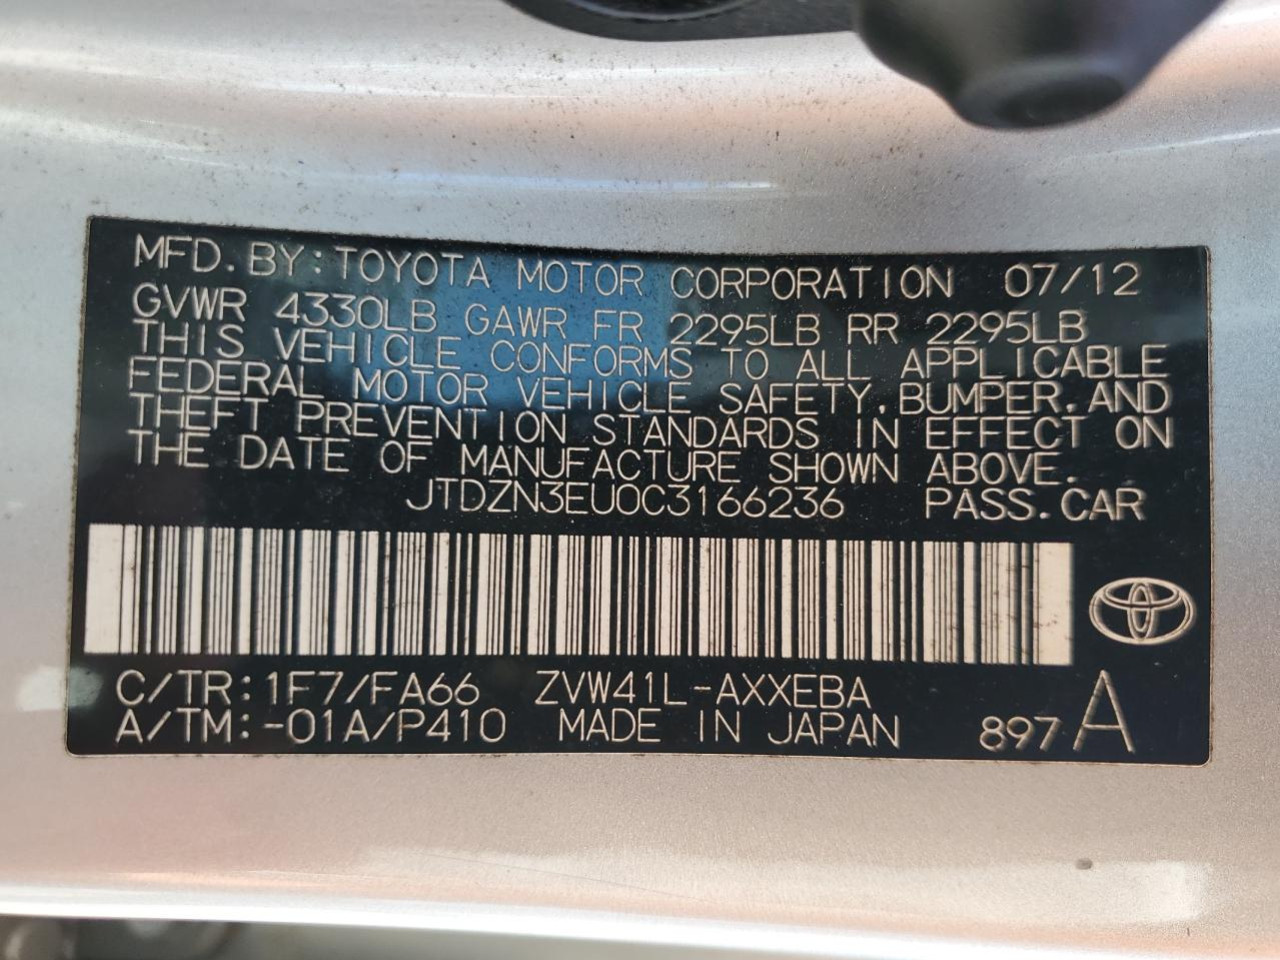 MFD. BY: TOYOTA MOTOR CORPORATION 07/12
GVWR 4330LB GAWR FR 2295LB RR 2295LB
THIS VEHICLE CONFORMS TO ALL APPLICABLE
FEDERAL MOTOR VEHICLE SAFETY, BUMPER, AND
THEFT PREVENTION STANDARDS IN EFFECT ON
THE DATE OF MANUFACTURE SHOWN ABOVE.
JTDZN3EU0C3166236 PASS. CAR
C/TR: 1F7/FA66 ZVW41L-AXXEBA
A/TM: -01A/P410 MADE IN JAPAN 897 A